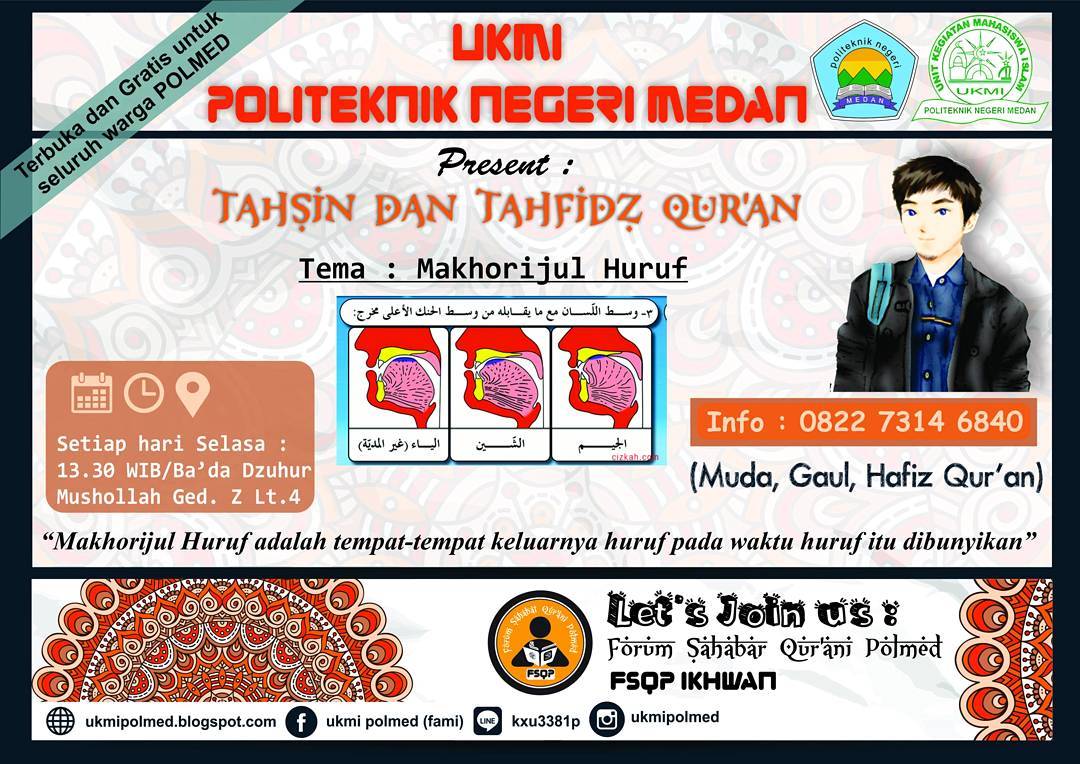 Terbuka dan Gratis untuk
seluruh warga POLMED
UKMI
POLITEKNIK NEGERI MEDAN
politeknik negeri
MEDAN
UNIT KEGIATAN MAHASISWA ISLAM
UKMI
POLITEKNIK NEGERI MEDAN
Present :
TAHSIN DAN TAHFIDZ QUR'AN
Tema : Makhorijul Huruf
٣- وسط اللّسان مع ما يقابله من وسط الحنك الأعلى مخرج:
الجيم
الشّين
الياء (غير المديّة)
cizkah.com
Setiap hari Selasa :
13.30 WIB/Ba’da Dzuhur
Mushollah Ged. Z Lt.4
Info : 0822 7314 6840
(Muda, Gaul, Hafiz Qur’an)
“Makhorijul Huruf adalah tempat-tempat keluarnya huruf pada waktu huruf itu dibunyikan”
Forum Sahabat Qur'ani Polmed
FSQP
Let's Join us :
Forum Sahabar Qur'ani Polmed
FSQP IKHWAN
ukmipolmed.blogspot.com
ukmi polmed (fami)
LINE
kxu3381p
ukmipolmed